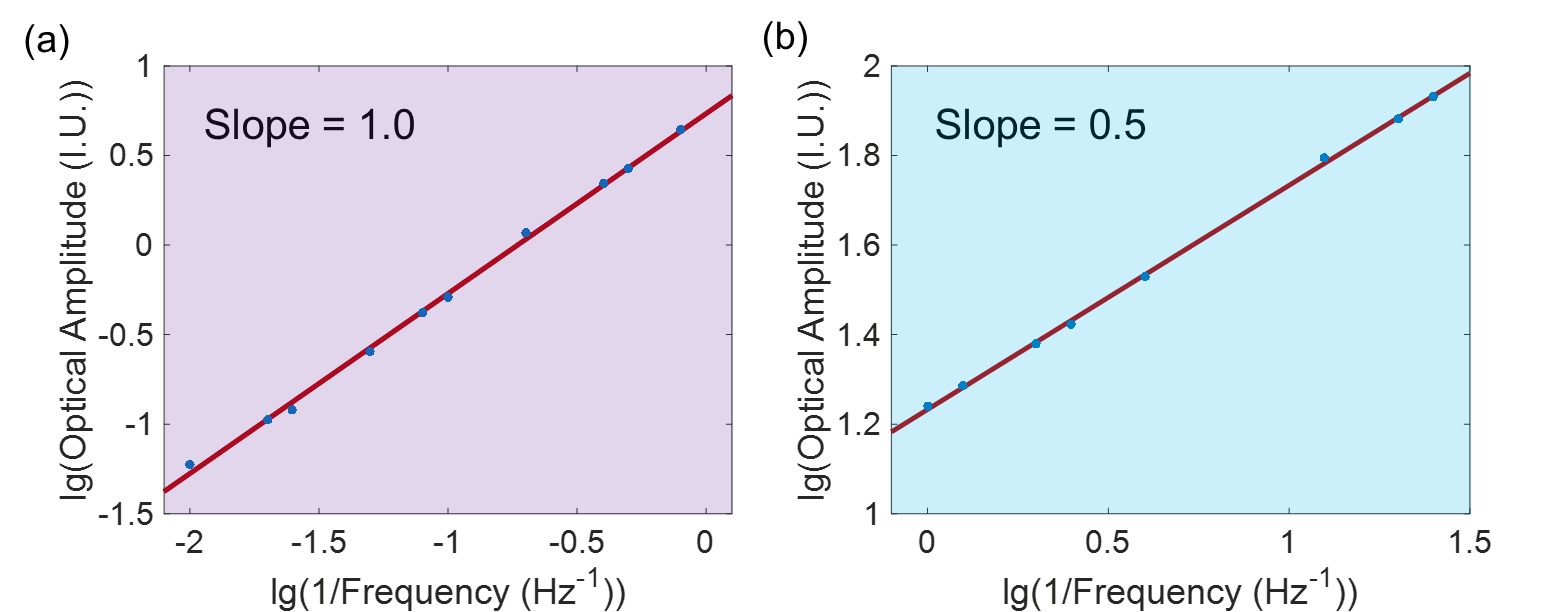 (a)
Slope = 1.0
lg(Optical Amplitude (I.U.))
1
0.5
0
-0.5
-1
-1.5
-2
-1.5
-1
-0.5
0
lg(1/Frequency (Hz⁻¹))
(b)
Slope = 0.5
lg(Optical Amplitude (I.U.))
2
1.8
1.6
1.4
1.2
1
0
0.5
1
1.5
lg(1/Frequency (Hz⁻¹))